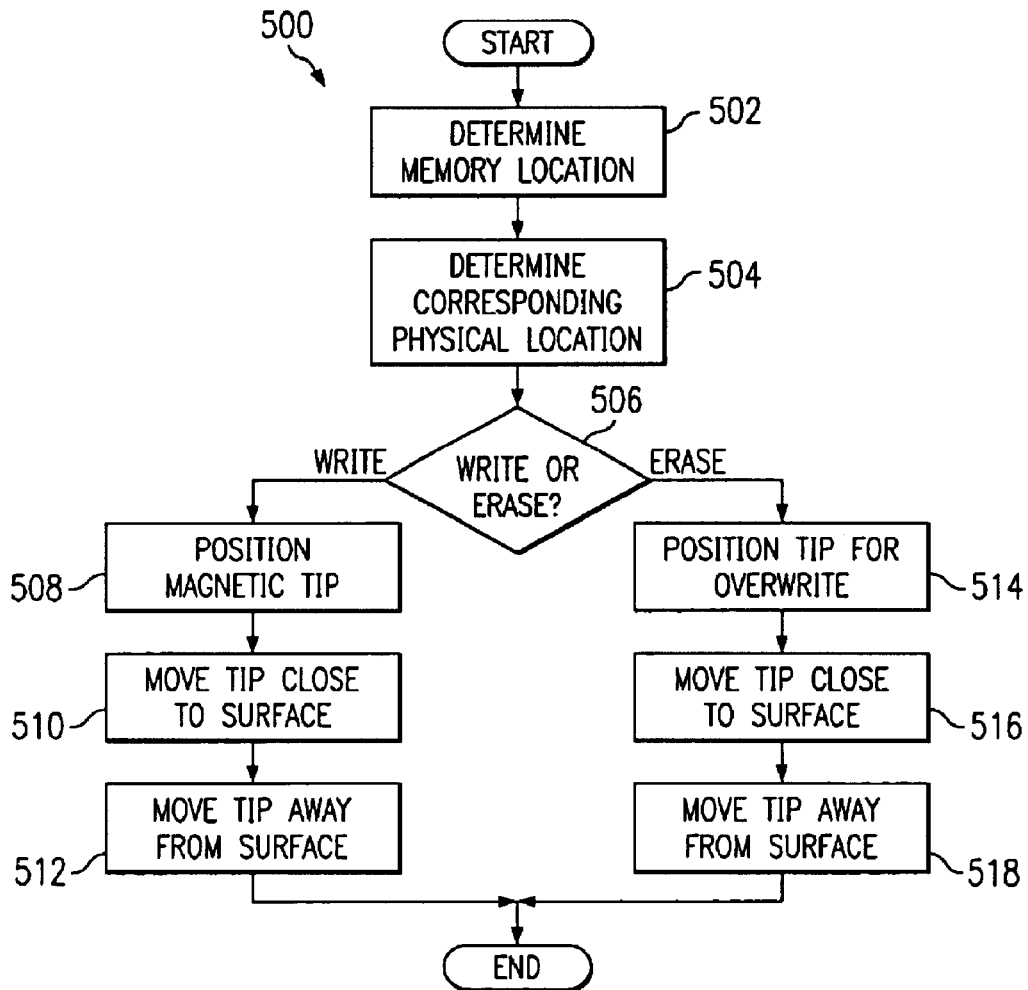 500
START
502
DETERMINE
MEMORY LOCATION
504
DETERMINE
CORRESPONDING
PHYSICAL LOCATION
506
WRITE
WRITE OR
ERASE?
ERASE
508
POSITION
MAGNETIC TIP
POSITION TIP FOR
OVERWRITE
514
510
MOVE TIP CLOSE
TO SURFACE
MOVE TIP CLOSE
TO SURFACE
516
512
MOVE TIP AWAY
FROM SURFACE
MOVE TIP AWAY
FROM SURFACE
518
END